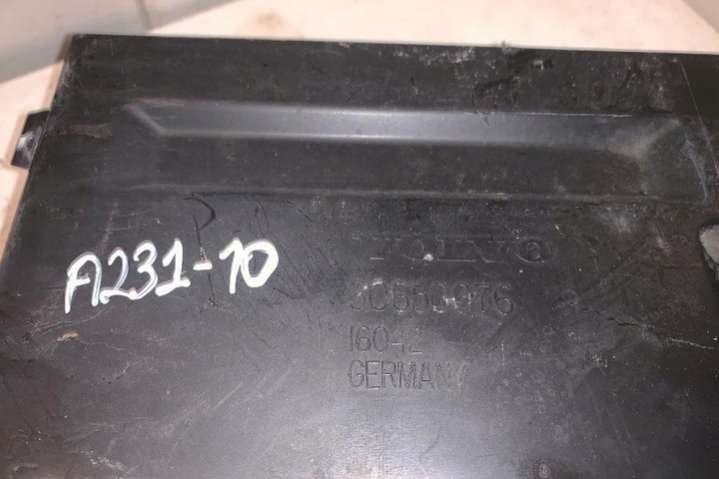 A231-10
VOLVO
16042
GERMANY